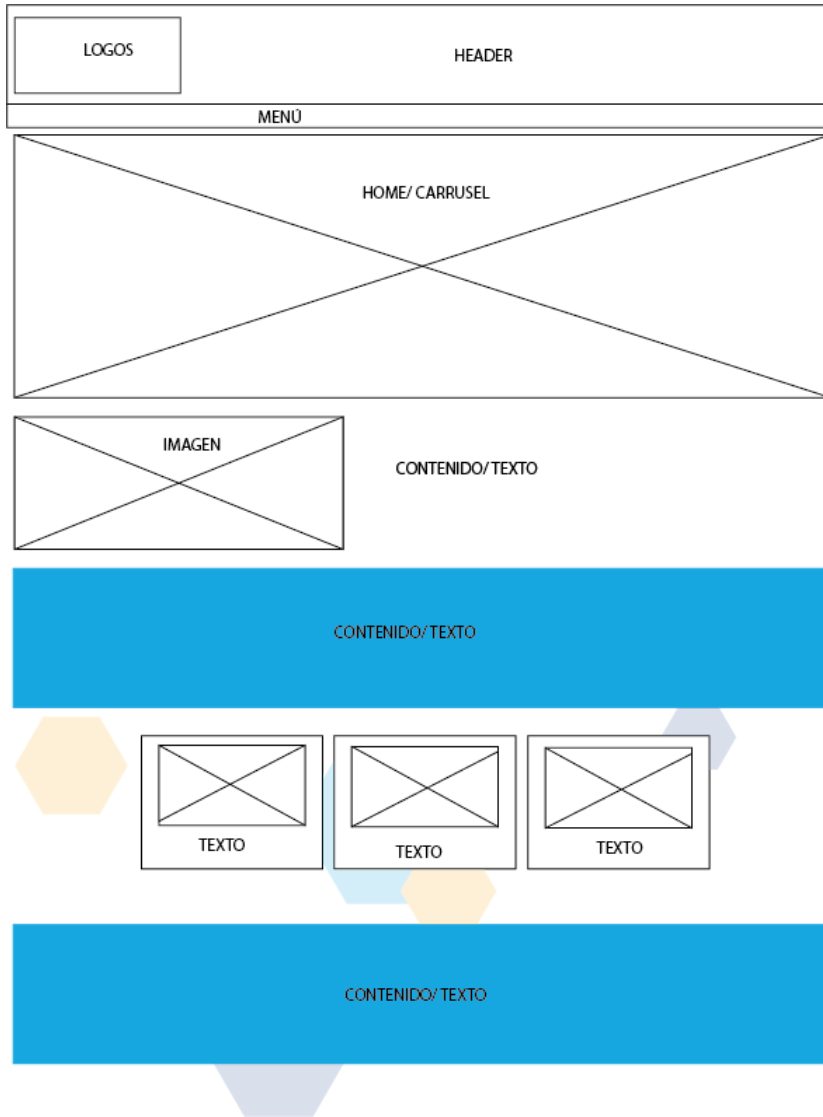 LOGOS
HEADER
MENÚ
HOME/ CARRUSEL
IMAGEN
CONTENIDO/ TEXTO
CONTENIDO/ TEXTO
TEXTO
TEXTO
TEXTO
CONTENIDO/ TEXTO